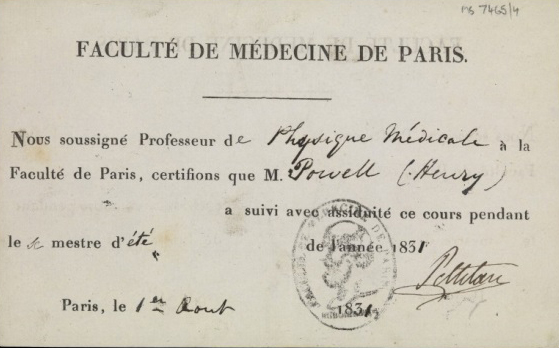 Ms 7465/4
FACULTÉ DE MÉDECINE DE PARIS.
Nous soussigné Professeur de Physique Médicale à la
Faculté de Paris, certifions que M. Powell (Henry)
a suivi avec assiduité ce cours pendant
le se mestre d'été de l'année 1831
Pelletan
Paris, le 1er Aout 1831